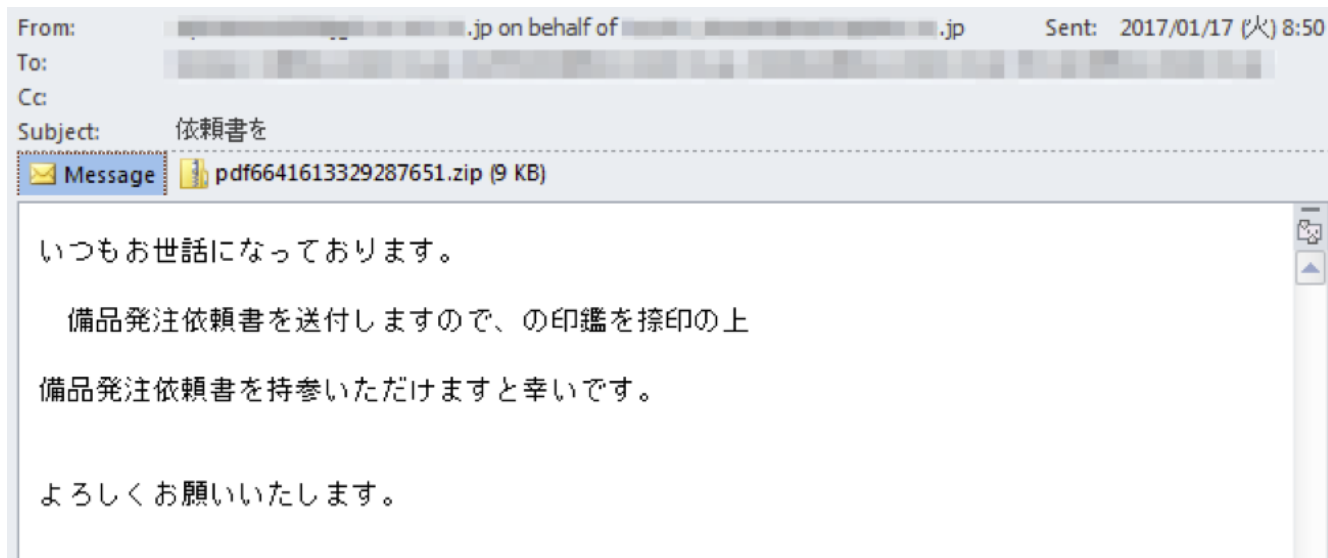 From: .jp on behalf of .jp Sent: 2017/01/17 (火) 8:50
To:
Cc:
Subject: 依頼書を
Message pdf6641613329287651.zip (9 KB)
いつもお世話になっております。
備品発注依頼書を送付しますので、の印鑑を捺印の上
備品発注依頼書を持参いただけますと幸いです。
よろしくお願いいたします。